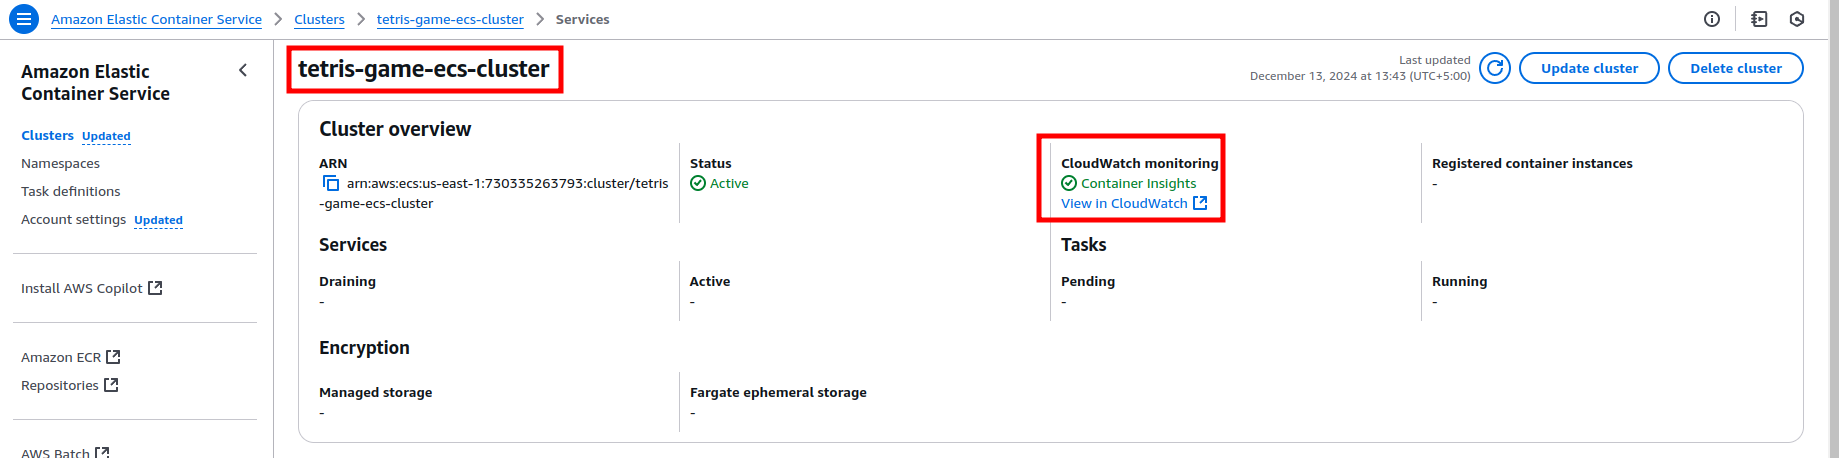 Amazon Elastic Container Service > Clusters > tetris-game-ecs-cluster > Services
Amazon Elastic
Container Service
Clusters Updated
Namespaces
Task definitions
Account settings Updated
Install AWS Copilot
Amazon ECR
Repositories
AWS Batch
tetris-game-ecs-cluster
Last updated
December 13, 2024 at 13:43 (UTC+5:00)
Update cluster
Delete cluster
Cluster overview
ARN
arn:aws:ecs:us-east-1:730335263793:cluster/tetris
-game-ecs-cluster
Status
Active
CloudWatch monitoring
Container Insights
View in CloudWatch
Registered container instances
-
Services
Draining
-
Active
-
Tasks
Pending
-
Running
-
Encryption
Managed storage
-
Fargate ephemeral storage
-